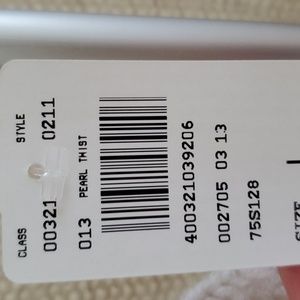 CLASS STYLE
00321 0211
013 PEARL TWIST
400321039206
002705 03 13
75S128
SIZE